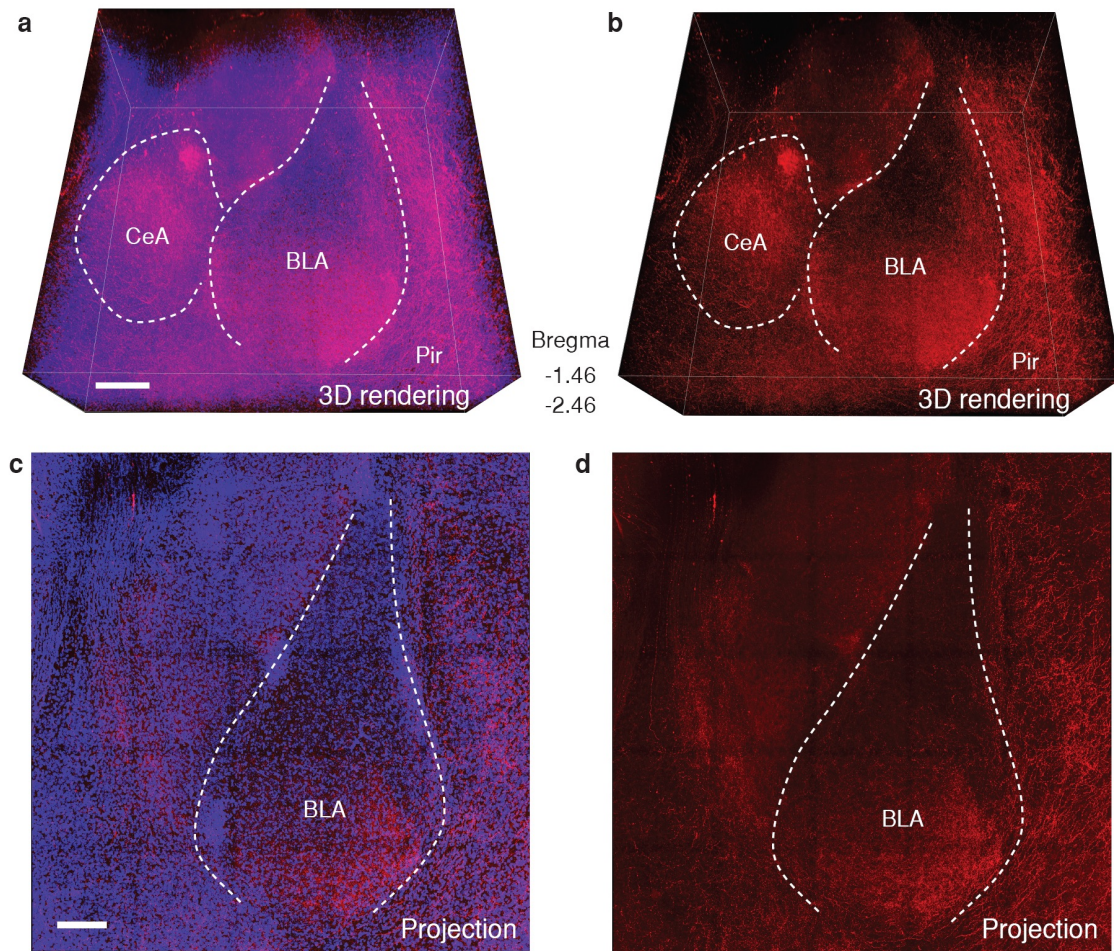 a
b
CeA
BLA
Pir
3D rendering
Bregma
-1.46
-2.46
CeA
BLA
Pir
3D rendering
c
d
BLA
Projection
BLA
Projection